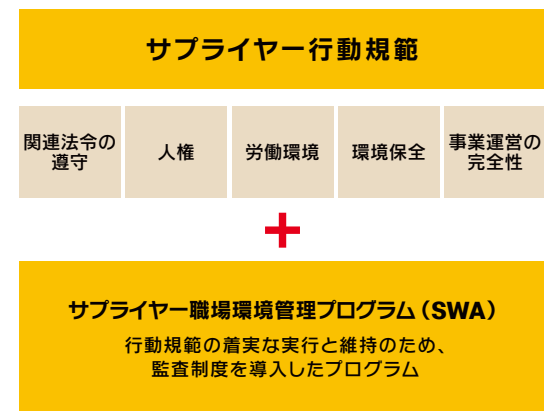 サプライヤー行動規範
関連法令の
遵守
人権
労働環境
環境保全
事業運営の
完全性
+
サプライヤー職場環境管理プログラム(SWA)
行動規範の着実な実行と維持のため、
監査制度を導入したプログラム